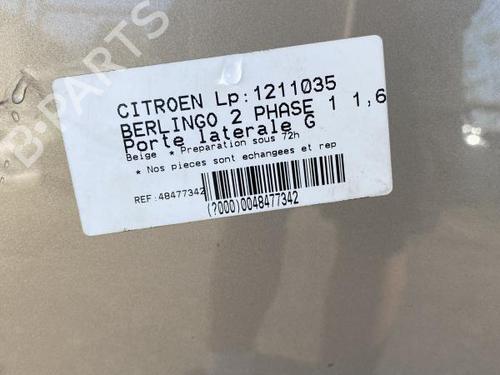 B-PARTS
CITROEN Lp:1211035
BERLINGO 2 PHASE 1 1,6
Porte laterale G
Beige * Preparation sous 72h
* Nos pieces sont echangees et rep
REF:48477342
(?000)0048477342